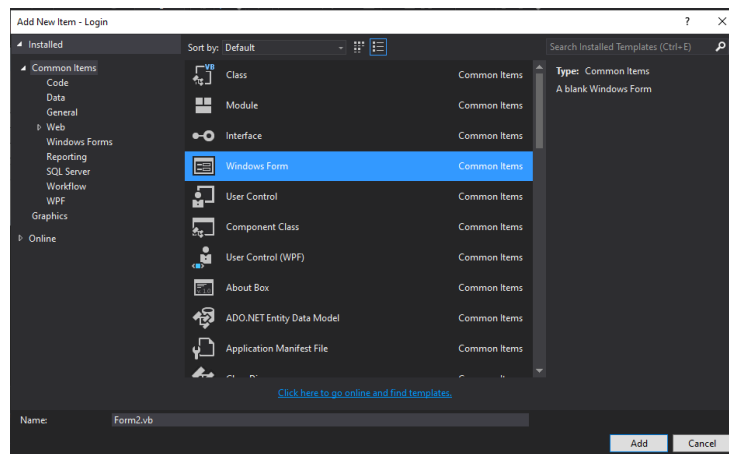 Add New Item - Login ? X
Installed
Sort by: Default
Search Installed Templates (Ctrl+E)
Common Items
Code
Data
General
Web
Windows Forms
Reporting
SQL Server
Workflow
WPF
Graphics
Online
VB
Class Common Items
Module Common Items
Interface Common Items
Windows Form Common Items
User Control Common Items
Component Class Common Items
User Control (WPF) Common Items
About Box Common Items
ADO.NET Entity Data Model Common Items
Application Manifest File Common Items
Type: Common Items
A blank Windows Form
Click here to go online and find templates.
Name: Form2.vb
Add Cancel